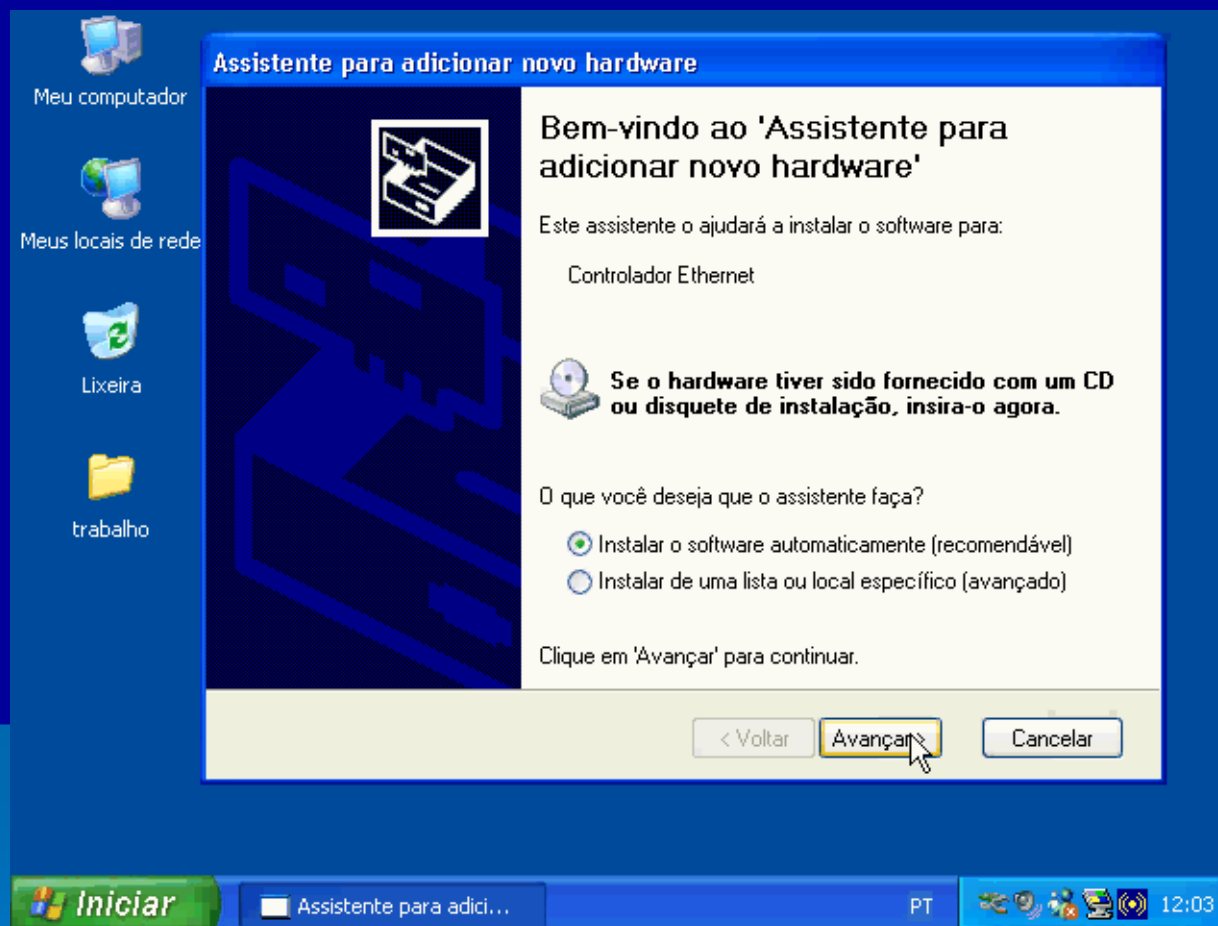 Meu computador
Meus locais de rede
Lixeira
trabalho
Assistente para adicionar novo hardware
Bem-vindo ao 'Assistente para
adicionar novo hardware'
Este assistente o ajudará a instalar o software para:
Controlador Ethernet
Se o hardware tiver sido fornecido com um CD
ou disquete de instalação, insira-o agora.
O que você deseja que o assistente faça?
Instalar o software automaticamente (recomendável)
Instalar de uma lista ou local específico (avançado)
Clique em 'Avançar' para continuar.
< Voltar
Avançar >
Cancelar
Iniciar
Assistente para adici...
PT
12:03